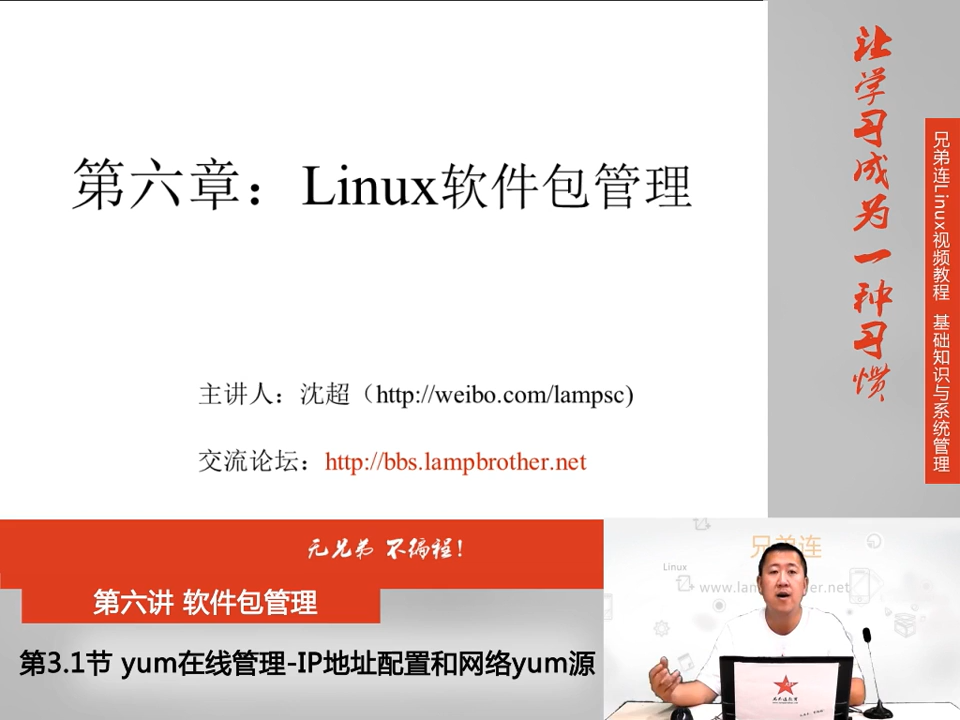 第六章：Linux软件包管理
主讲人：沈超（http://weibo.com/lampsc)
交流论坛：http://bbs.lampbrother.net
让学习成为一种习惯
兄弟连Linux视频教程 基础知识与系统管理
无兄弟 不编程！
第六讲 软件包管理
第3.1节 yum在线管理-IP地址配置和网络yum源
兄弟连
Linux